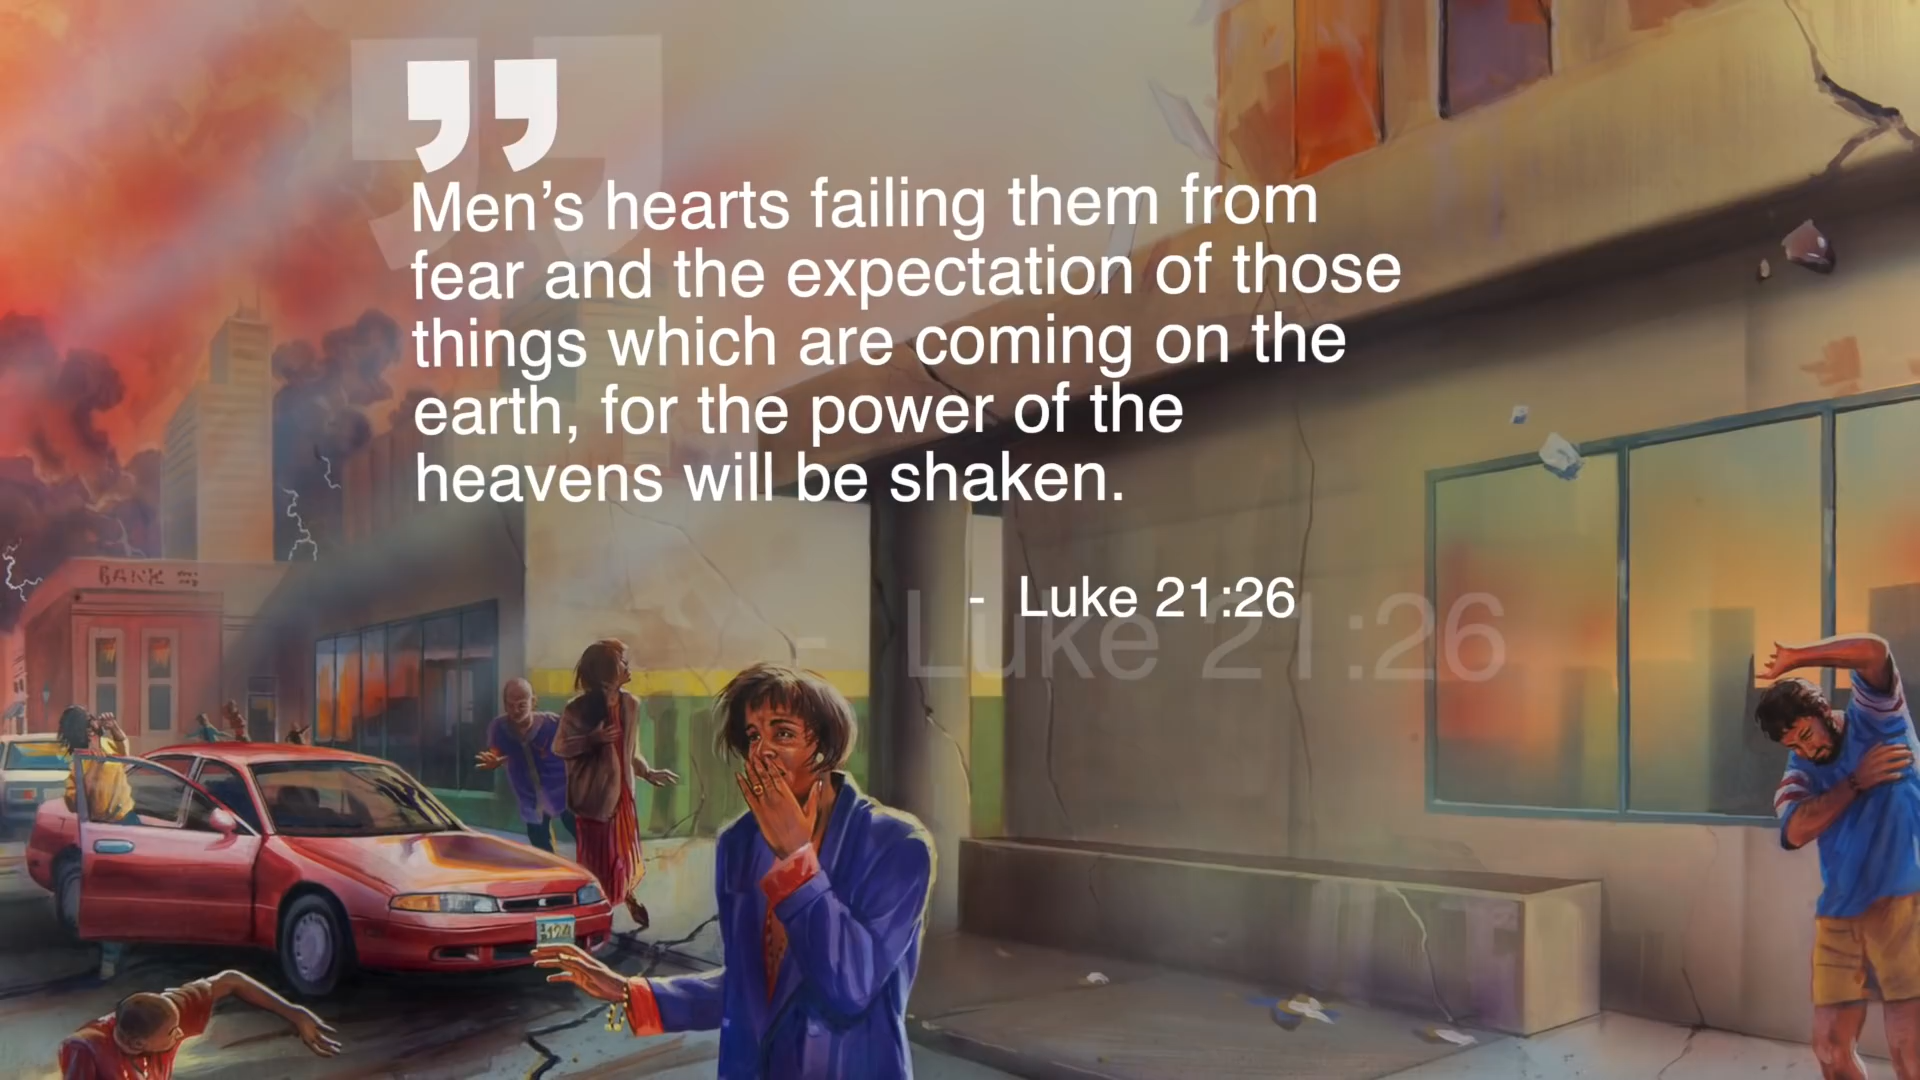 ”
Men’s hearts failing them from
fear and the expectation of those
things which are coming on the
earth, for the power of the
heavens will be shaken.
- Luke 21:26
- Luke 21:26
BANK